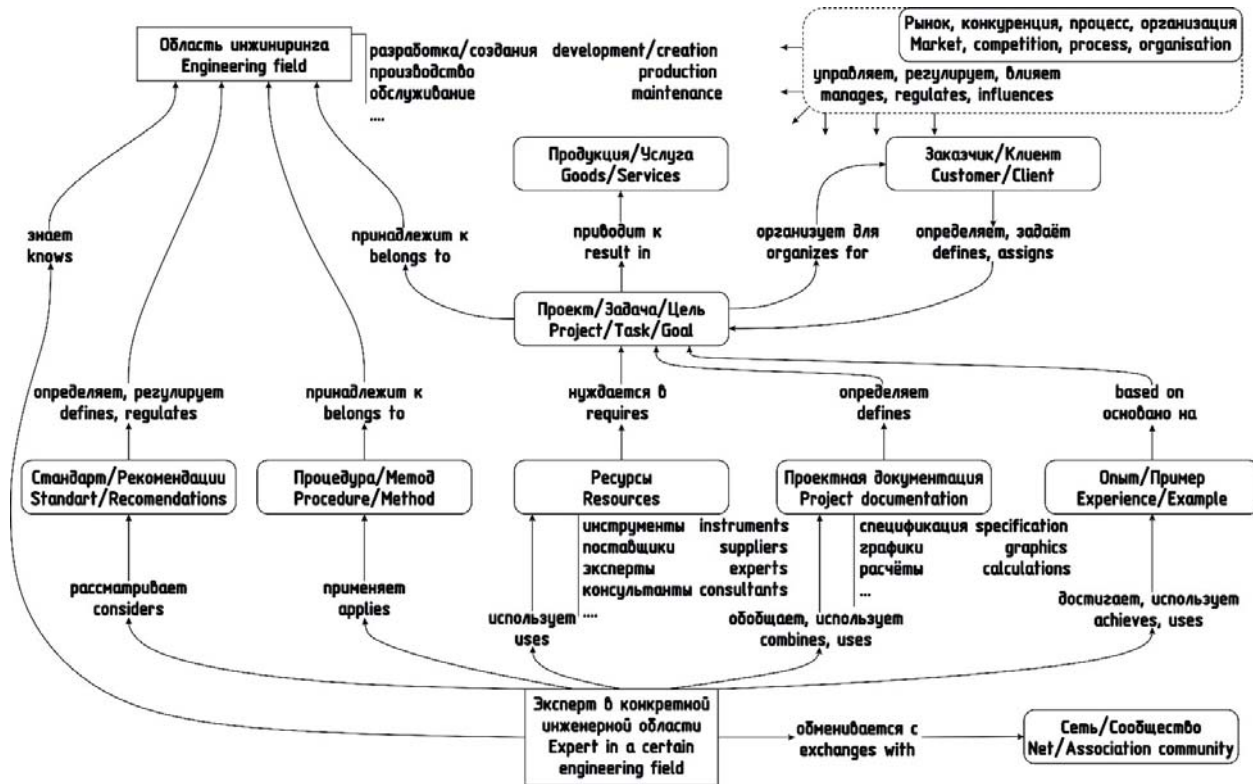 Область инжиниринга
Engineering field
разработка/создания development/creation
производство production
обслуживание maintenance
....
Рынок, конкуренция, процесс, организация
Market, competition, process, organisation
управляет, регулирует, влияет
manages, regulates, influences
Продукция/Услуга
Goods/Services
Заказчик/Клиент
Customer/Client
знает
knows
принадлежит к
belongs to
приводит к
result in
организует для
organizes for
определяет, задаёт
defines, assigns
Проект/Задача/Цель
Project/Task/Goal
определяет, регулирует
defines, regulates
принадлежит к
belongs to
нуждается в
requires
определяет
defines
based on
основано на
Стандарт/Рекомендации
Standart/Recomendations
Процедура/Метод
Procedure/Method
Ресурсы
Resources
Проектная документация
Project documentation
Опыт/Пример
Experience/Example
инструменты instruments
поставщики suppliers
эксперты experts
консультанты consultants
....
спецификация specification
графики graphics
расчёты calculations
...
рассматривает
considers
применяет
applies
использует
uses
обобщает, использует
combines, uses
достигает, использует
achieves, uses
Эксперт в конкретной
инженерной области
Expert in a certain
engineering field
обменивается с
exchanges with
Сеть/Сообщество
Net/Association community